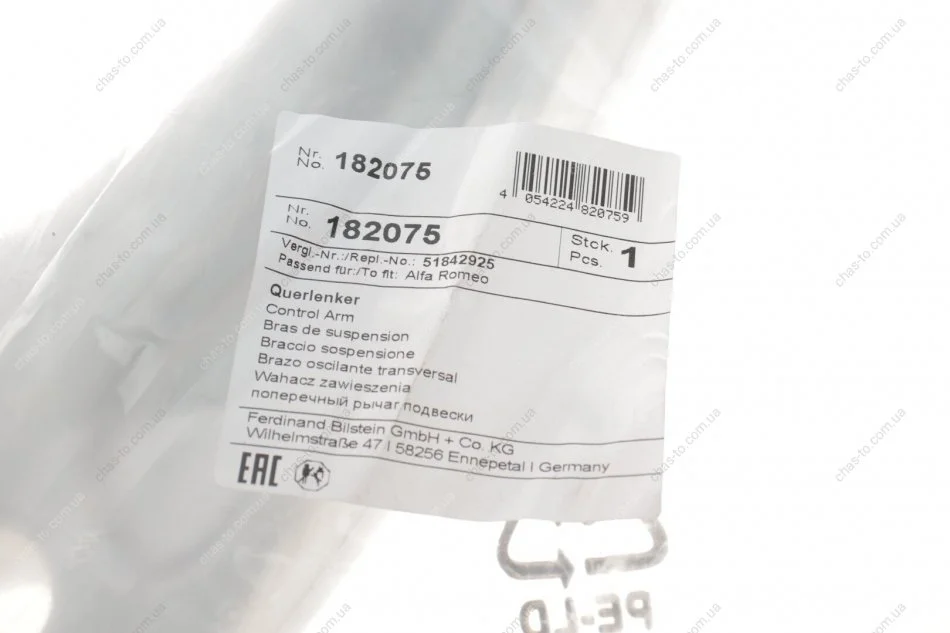 Nr.
No. 182075
4 054224 820759
Nr.
No. 182075
Stck.
Pcs. 1
Vergl.-Nr.:/Repl.-No.: 51842925
Passend für:/To fit: Alfa Romeo
Querlenker
Control Arm
Bras de suspension
Braccio sospensione
Brazo oscilante transversal
Wahacz zawieszenia
поперечный рычаг подвески
Ferdinand Bilstein GmbH + Co. KG
Wilhelmstraße 47 | 58256 Ennepetal | Germany
EAC
PE-LD
chas-to.com.ua